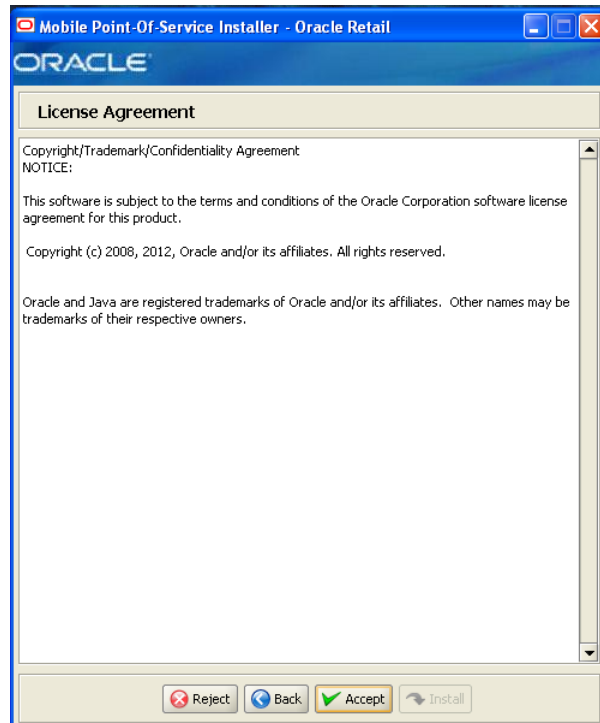 Mobile Point-Of-Service Installer - Oracle Retail
ORACLE
License Agreement
Copyright/Trademark/Confidentiality Agreement
NOTICE:
This software is subject to the terms and conditions of the Oracle Corporation software license
agreement for this product.
Copyright (c) 2008, 2012, Oracle and/or its affiliates. All rights reserved.
Oracle and Java are registered trademarks of Oracle and/or its affiliates.  Other names may be
trademarks of their respective owners.
Reject Back Accept Install